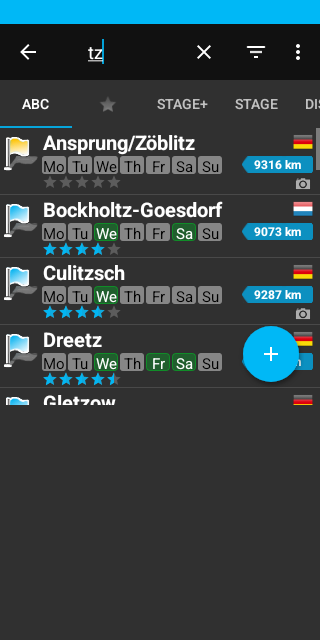 tz
ABC
STAGE+
STAGE
DIS
Ansprung/Zöblitz
Mo Tu We Th Fr Sa Su
9316 km
Bockholtz-Goesdorf
Mo Tu We Th Fr Sa Su
9073 km
Culitzsch
Mo Tu We Th Fr Sa Su
9287 km
Dreetz
Mo Tu We Th Fr Sa Su
+
Gletzow